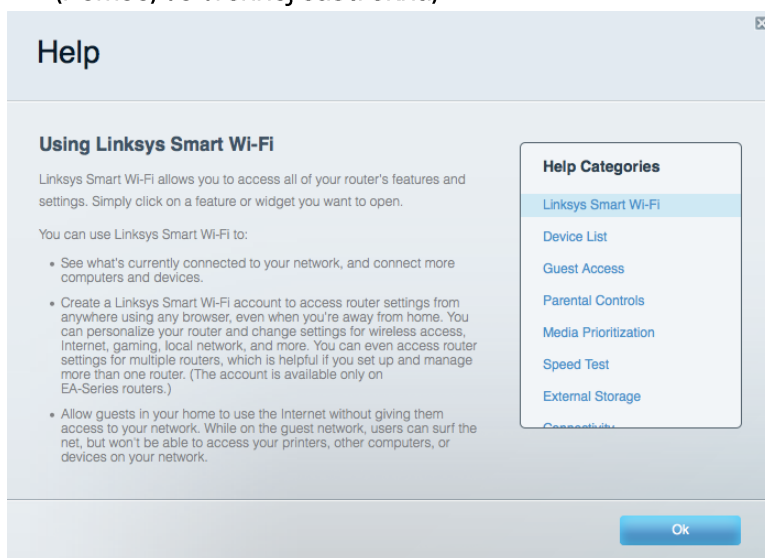 Help
Using Linksys Smart Wi-Fi
Linksys Smart Wi-Fi allows you to access all of your router's features and
settings. Simply click on a feature or widget you want to open.
You can use Linksys Smart Wi-Fi to:
• See what's currently connected to your network, and connect more
computers and devices.
• Create a Linksys Smart Wi-Fi account to access router settings from
anywhere using any browser, even when you're away from home. You
can personalize your router and change settings for wireless access,
Internet, gaming, local network, and more. You can even access router
settings for multiple routers, which is helpful if you set up and manage
more than one router. (The account is available only on
EA-Series routers.)
• Allow guests in your home to use the Internet without giving them
access to your network. While on the guest network, users can surf the
net, but won't be able to access your printers, other computers, or
devices on your network.
Help Categories
Linksys Smart Wi-Fi
Device List
Guest Access
Parental Controls
Media Prioritization
Speed Test
External Storage
Connectivity
Ok